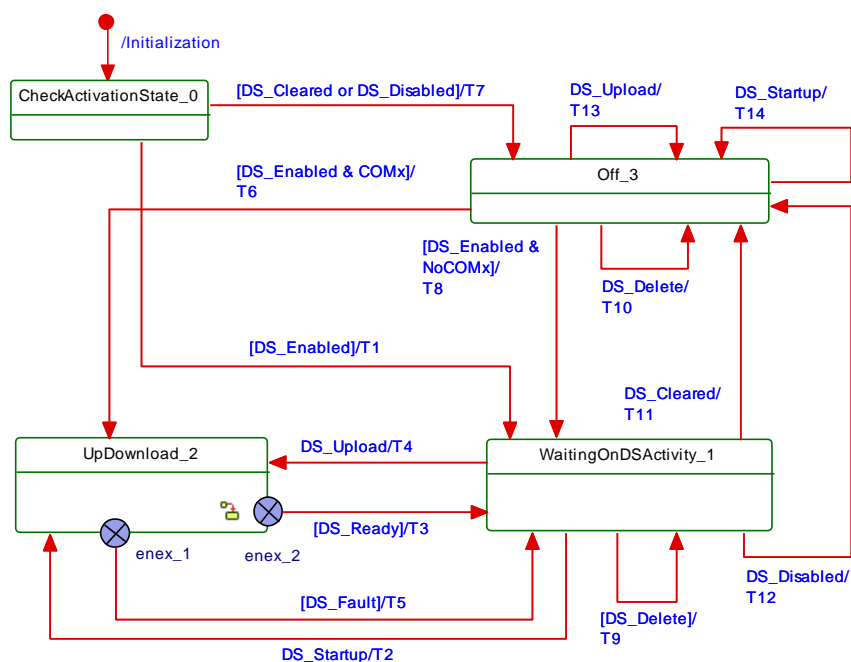 /Initialization
CheckActivationState_0
[DS_Cleared or DS_Disabled]/T7
DS_Upload/
T13
DS_Startup/
T14
[DS_Enabled & COMx]/
T6
Off_3
[DS_Enabled &
NoCOMx]/
T8
DS_Delete/
T10
[DS_Enabled]/T1
DS_Cleared/
T11
UpDownload_2
DS_Upload/T4
WaitingOnDSActivity_1
[DS_Ready]/T3
enex_1
enex_2
DS_Disabled/
T12
[DS_Fault]/T5
[DS_Delete]/
T9
DS_Startup/T2